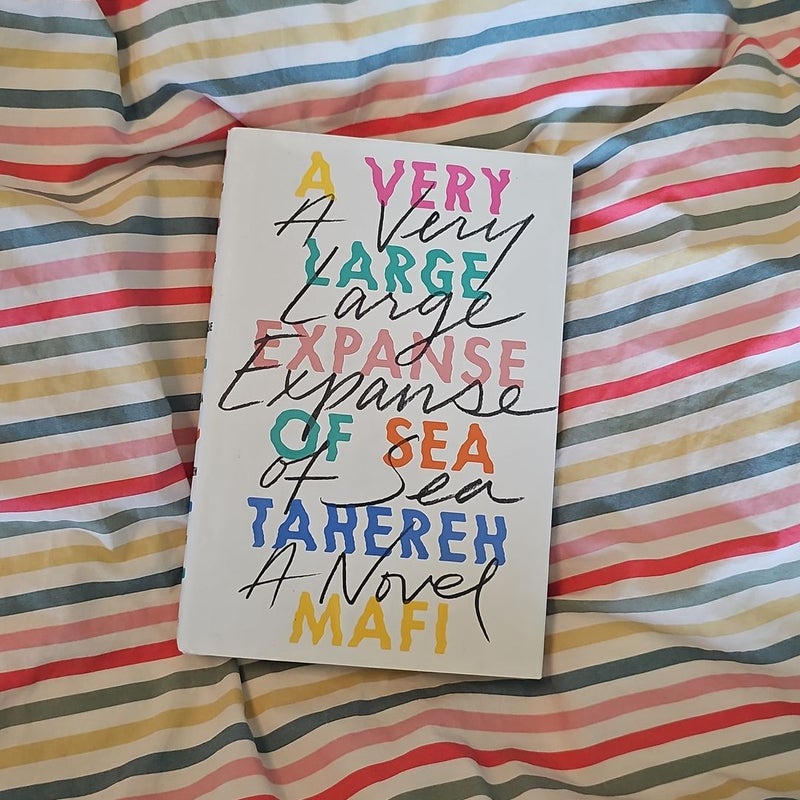 A VERY
A Very
LARGE
Large
EXPANSE
Expanse
OF SEA
of Sea
TAHEREH
A Novel
MAFI